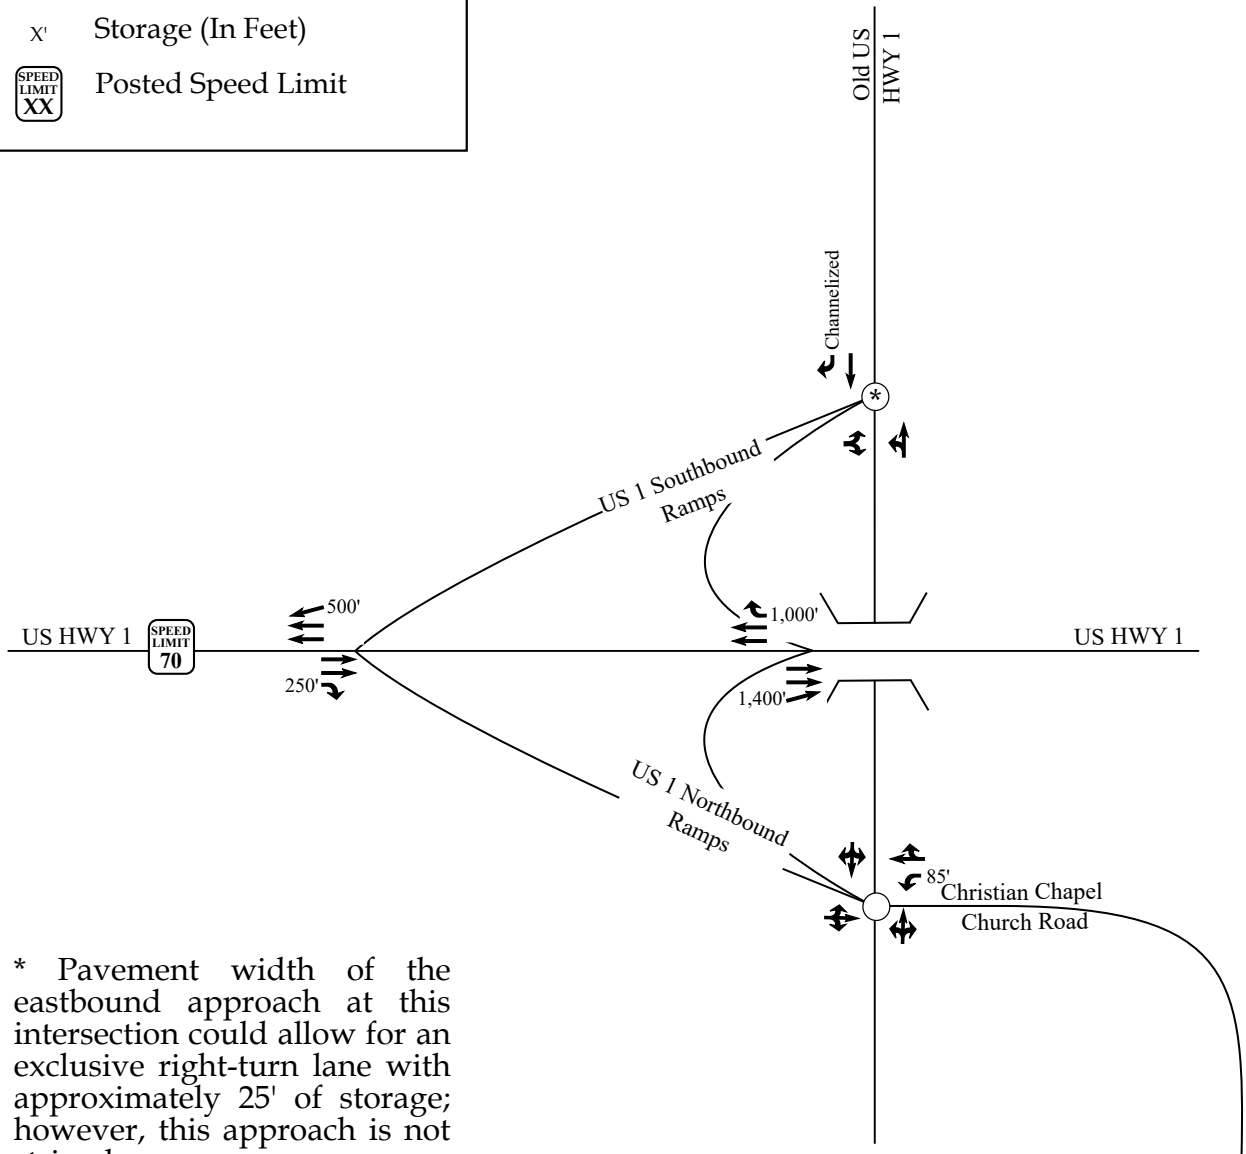 X' Storage (In Feet)
SPEED
LIMIT
XX
Posted Speed Limit
Old US
HWY 1
Channelized
*
US 1 Southbound
Ramps
500'
1,000'
US HWY 1
SPEED
LIMIT
70
US HWY 1
250'
1,400'
US 1 Northbound
Ramps
85'
Christian Chapel
Church Road
* Pavement width of the
eastbound approach at this
intersection could allow for an
exclusive right-turn lane with
approximately 25' of storage;
however, this approach is not